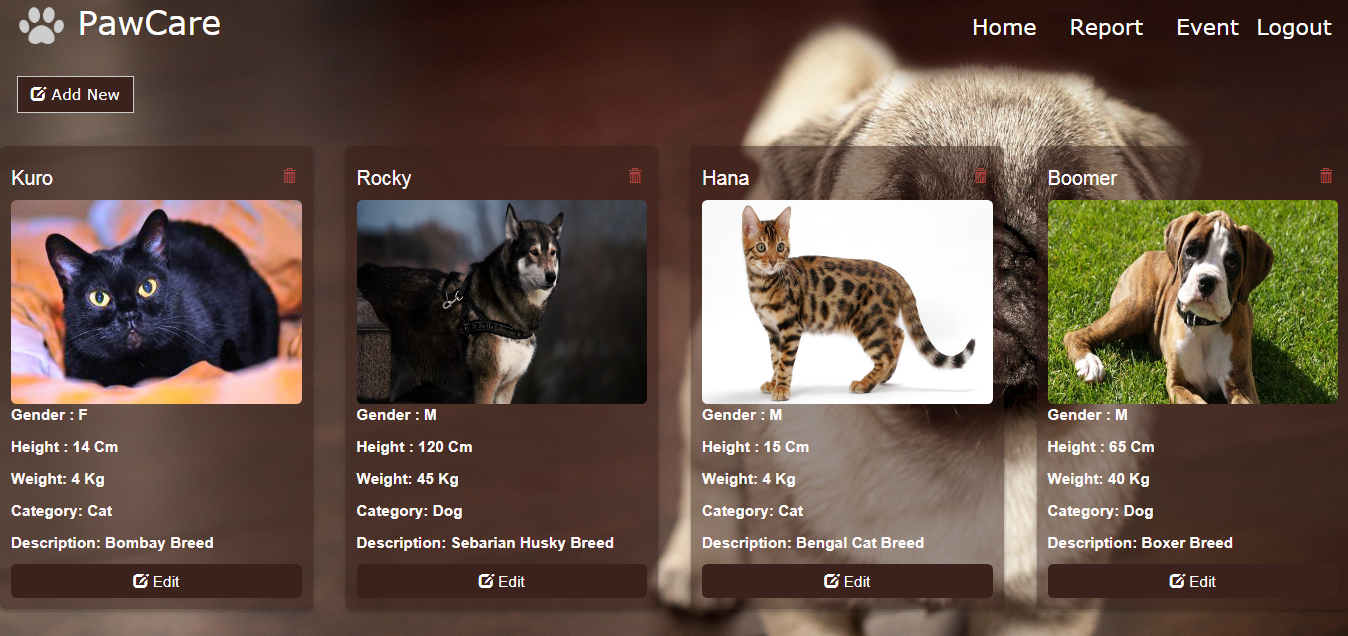 PawCare
Home Report Event Logout
Add New
Kuro
Gender : F
Height : 14 Cm
Weight: 4 Kg
Category: Cat
Description: Bombay Breed
Edit
Rocky
Gender : M
Height : 120 Cm
Weight: 45 Kg
Category: Dog
Description: Sebarian Husky Breed
Edit
Hana
Gender : M
Height : 15 Cm
Weight: 4 Kg
Category: Cat
Description: Bengal Cat Breed
Edit
Boomer
Gender : M
Height : 65 Cm
Weight: 40 Kg
Category: Dog
Description: Boxer Breed
Edit